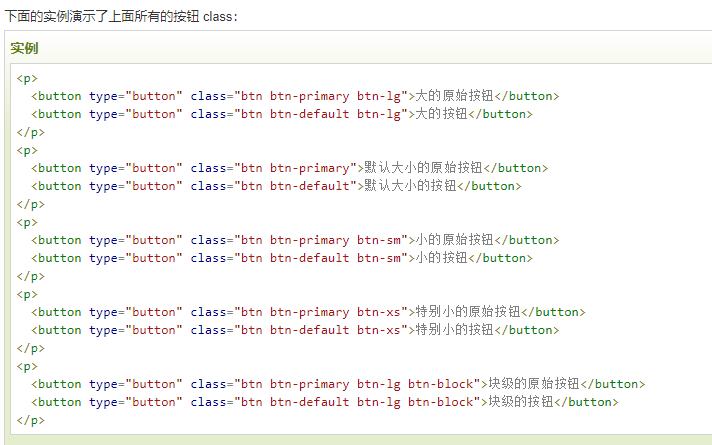 下面的实例演示了上面所有的按钮 class:
实例
<p>
  <button type="button" class="btn btn-primary btn-lg">大的原始按钮</button>
  <button type="button" class="btn btn-default btn-lg">大的按钮</button>
</p>
<p>
  <button type="button" class="btn btn-primary">默认大小的原始按钮</button>
  <button type="button" class="btn btn-default">默认大小的按钮</button>
</p>
<p>
  <button type="button" class="btn btn-primary btn-sm">小的原始按钮</button>
  <button type="button" class="btn btn-default btn-sm">小的按钮</button>
</p>
<p>
  <button type="button" class="btn btn-primary btn-xs">特别小的原始按钮</button>
  <button type="button" class="btn btn-default btn-xs">特别小的按钮</button>
</p>
<p>
  <button type="button" class="btn btn-primary btn-lg btn-block">块级的原始按钮</button>
  <button type="button" class="btn btn-default btn-lg btn-block">块级的按钮</button>
</p>